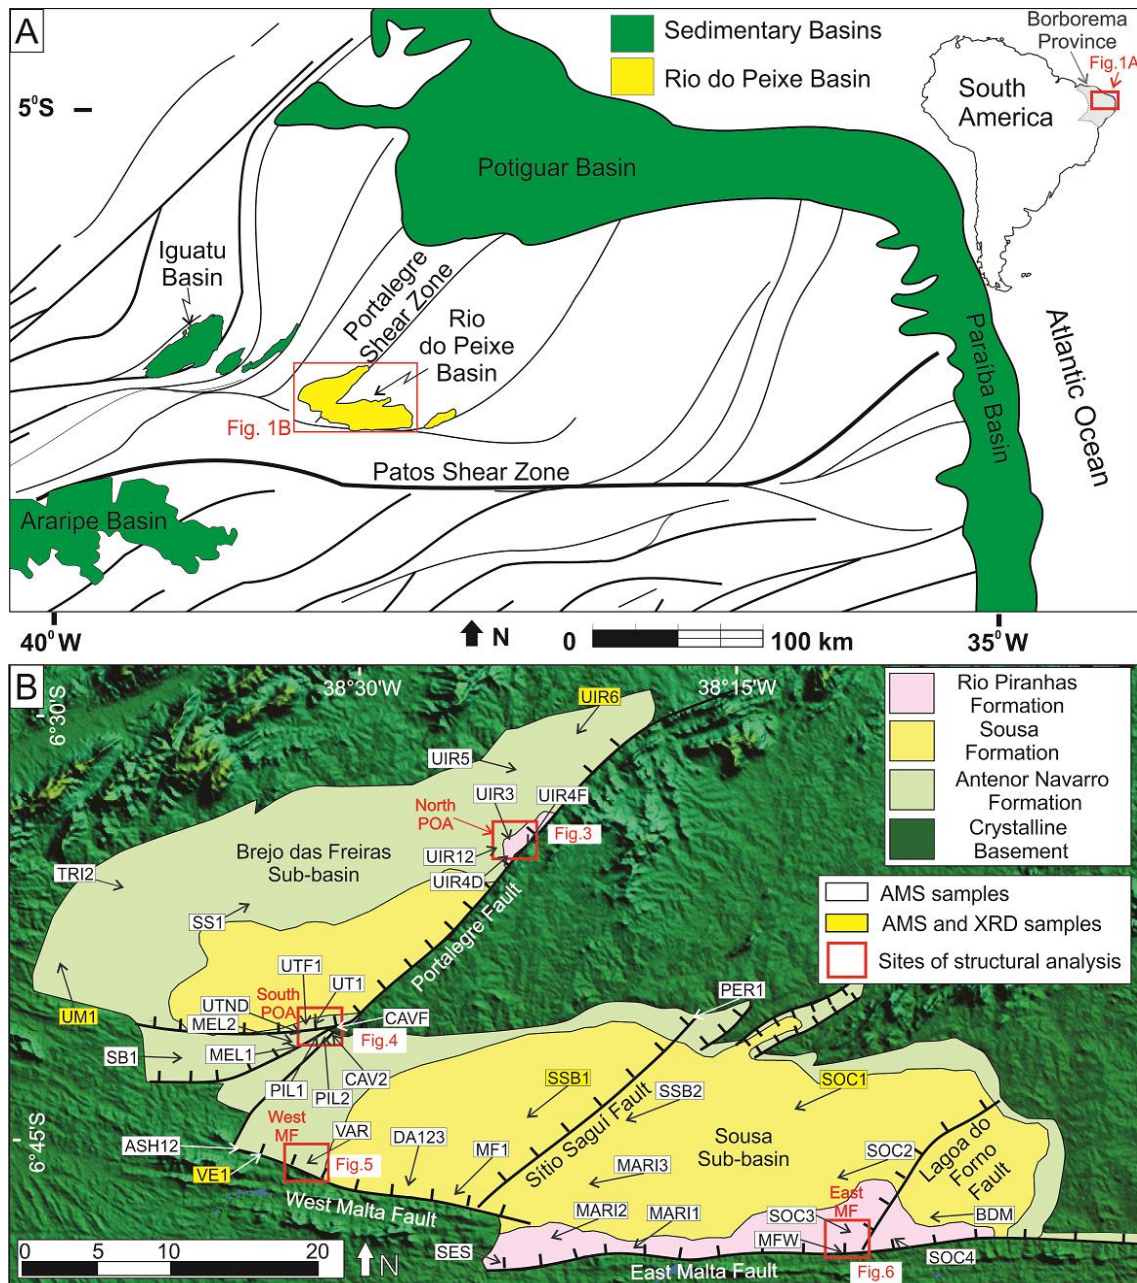 A
Sedimentary Basins
Rio do Peixe Basin
Borborema
Province
Fig.1A
South
America
5⁰S
Potiguar Basin
Iguatu
Basin
Portalegre
Shear Zone
Rio
do Peixe
Basin
Fig. 1B
Paraíba Basin
Atlantic Ocean
Patos Shear Zone
Araripe Basin
40⁰W
N
0
100 km
35⁰W
B
6°30'S
38°30'W
38°15'W
UIR6
Rio Piranhas
Formation
Sousa
Formation
Antenor Navarro
Formation
Crystalline
Basement
AMS samples
AMS and XRD samples
Sites of structural analysis
UIR5
UIR3
UIR4F
North
POA
Fig.3
UIR12
UIR4D
Brejo das Freiras
Sub-basin
TRI2
SS1
Portalegre Fault
UTF1
UT1
UTND
South
POA
MEL2
CAVF
PER1
UM1
Fig.4
SB1
MEL1
CAV2
PIL1
PIL2
SSB1
SSB2
SOC1
West
MF
VAR
ASH12
DA123
MF1
Sítio Saguí Fault
Sousa
Sub-basin
SOC2
Lagoa do
Forno
Fault
6°45'S
VE1
Fig.5
MARI3
West Malta Fault
MARI2
MARI1
East
MF
SOC3
BDM
MFW
SES
SOC4
East Malta Fault
Fig.6
0
5
10
20
N